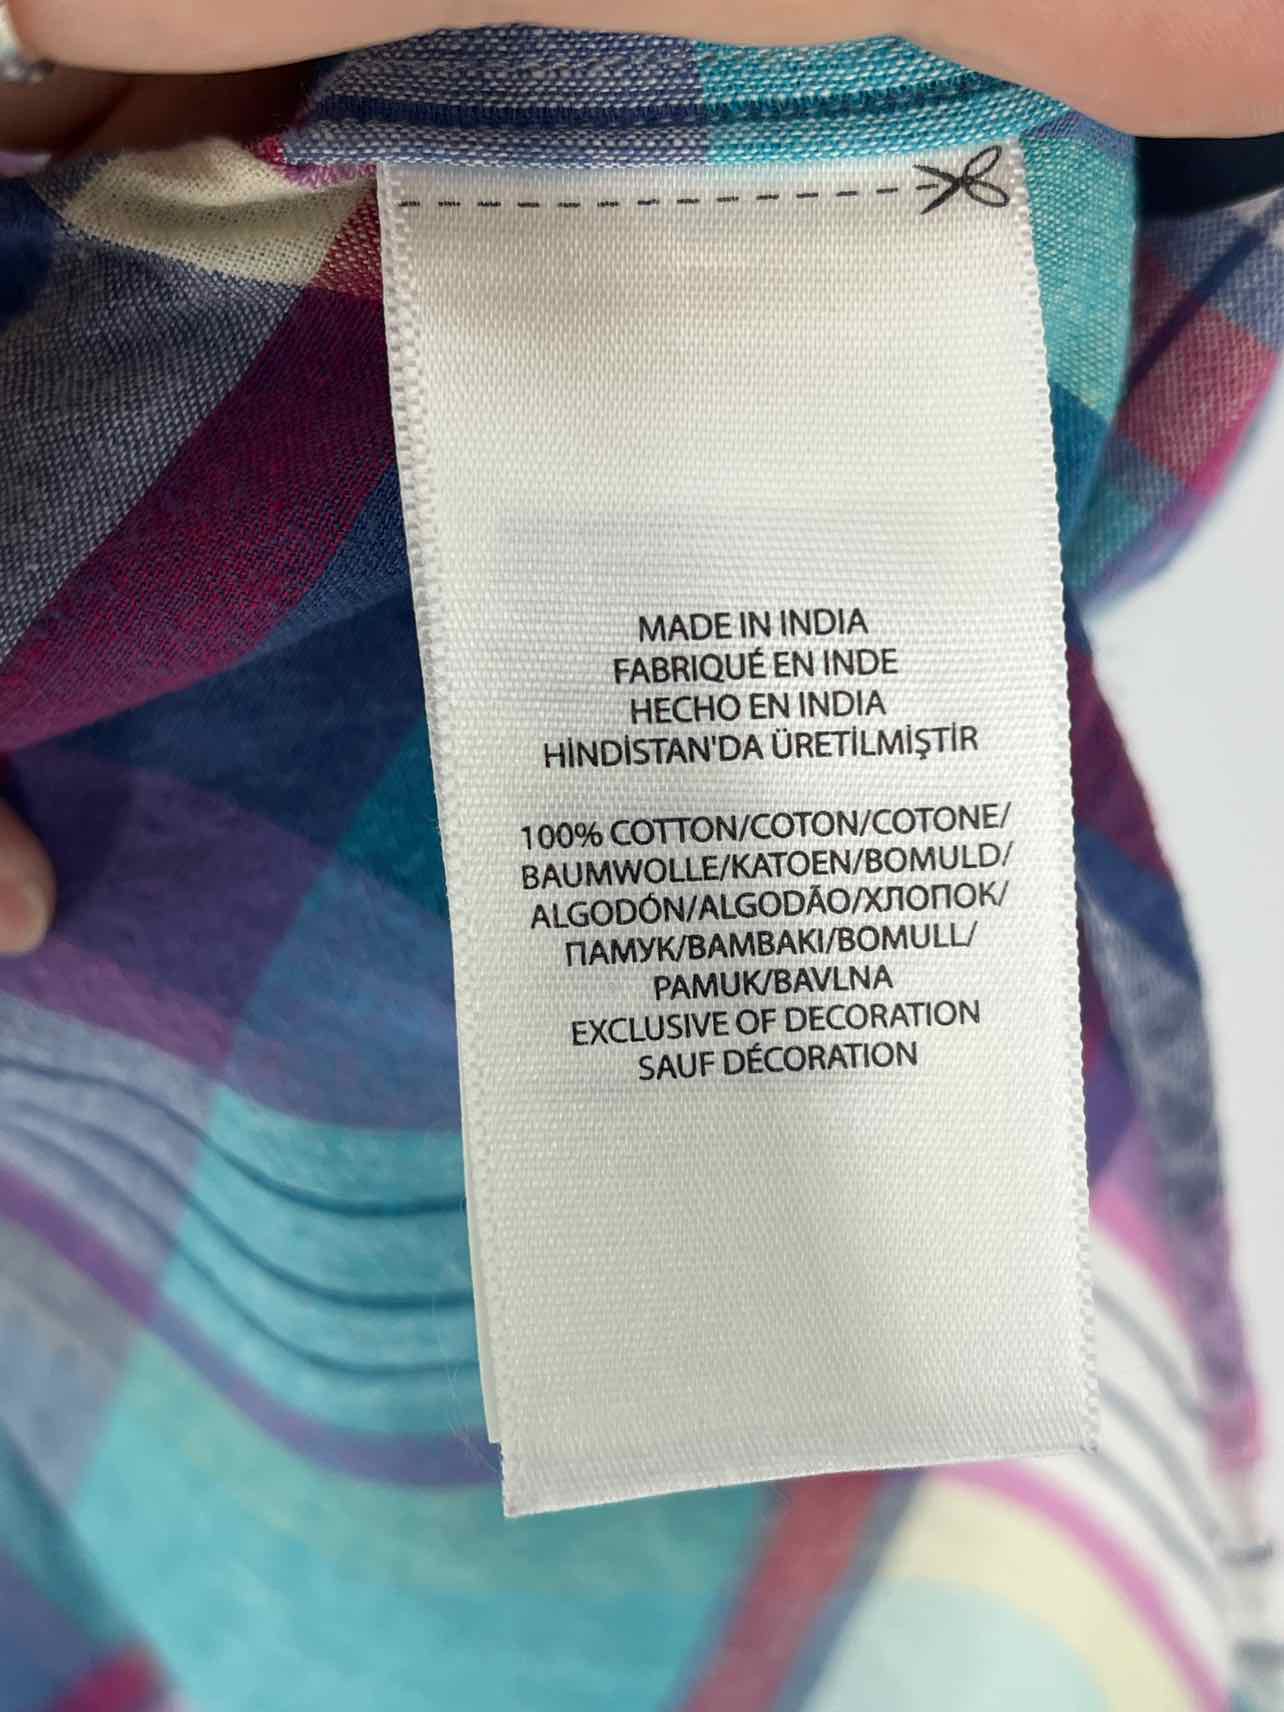 MADE IN INDIA
FABRIQUÉ EN INDE
HECHO EN INDIA
HİNDİSTAN'DA ÜRETİLMİŞTİR
100% COTTON/COTON/COTONE/
BAUMWOLLE/KATOEN/BOMULD/
ALGODÓN/ALGODÃO/ХЛОПОК/
ПАМУК/BAMBAKI/BOMULL/
PAMUK/BAVLNA
EXCLUSIVE OF DECORATION
SAUF DÉCORATION